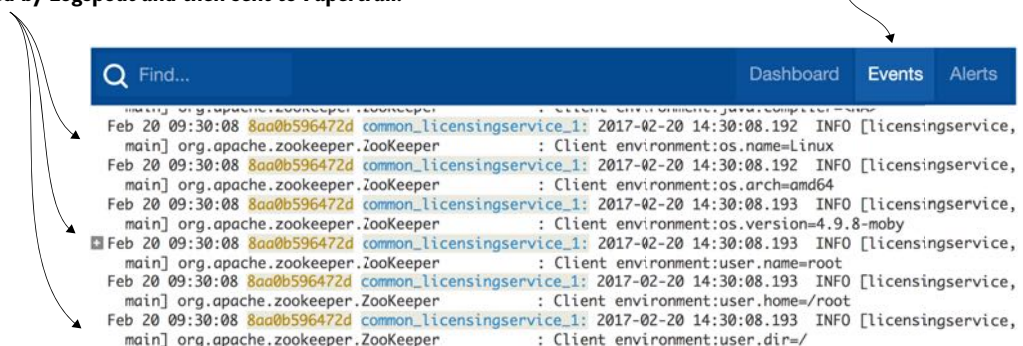 Find... Dashboard Events Alerts
Feb 20 09:30:08 8aa0b596472d common_licensingservice_1: 2017-02-20 14:30:08.192 INFO [licensingservice,
main] org.apache.zookeeper.ZooKeeper : Client environment:os.name=Linux
Feb 20 09:30:08 8aa0b596472d common_licensingservice_1: 2017-02-20 14:30:08.192 INFO [licensingservice,
main] org.apache.zookeeper.ZooKeeper : Client environment:os.arch=amd64
Feb 20 09:30:08 8aa0b596472d common_licensingservice_1: 2017-02-20 14:30:08.193 INFO [licensingservice,
main] org.apache.zookeeper.ZooKeeper : Client environment:os.version=4.9.8-moby
Feb 20 09:30:08 8aa0b596472d common_licensingservice_1: 2017-02-20 14:30:08.193 INFO [licensingservice,
main] org.apache.zookeeper.ZooKeeper : Client environment:user.name=root
Feb 20 09:30:08 8aa0b596472d common_licensingservice_1: 2017-02-20 14:30:08.193 INFO [licensingservice,
main] org.apache.zookeeper.ZooKeeper : Client environment:user.home=/root
Feb 20 09:30:08 8aa0b596472d common_licensingservice_1: 2017-02-20 14:30:08.193 INFO [licensingservice,
main] org.apache.zookeeper.ZooKeeper : Client environment:user.dir=/